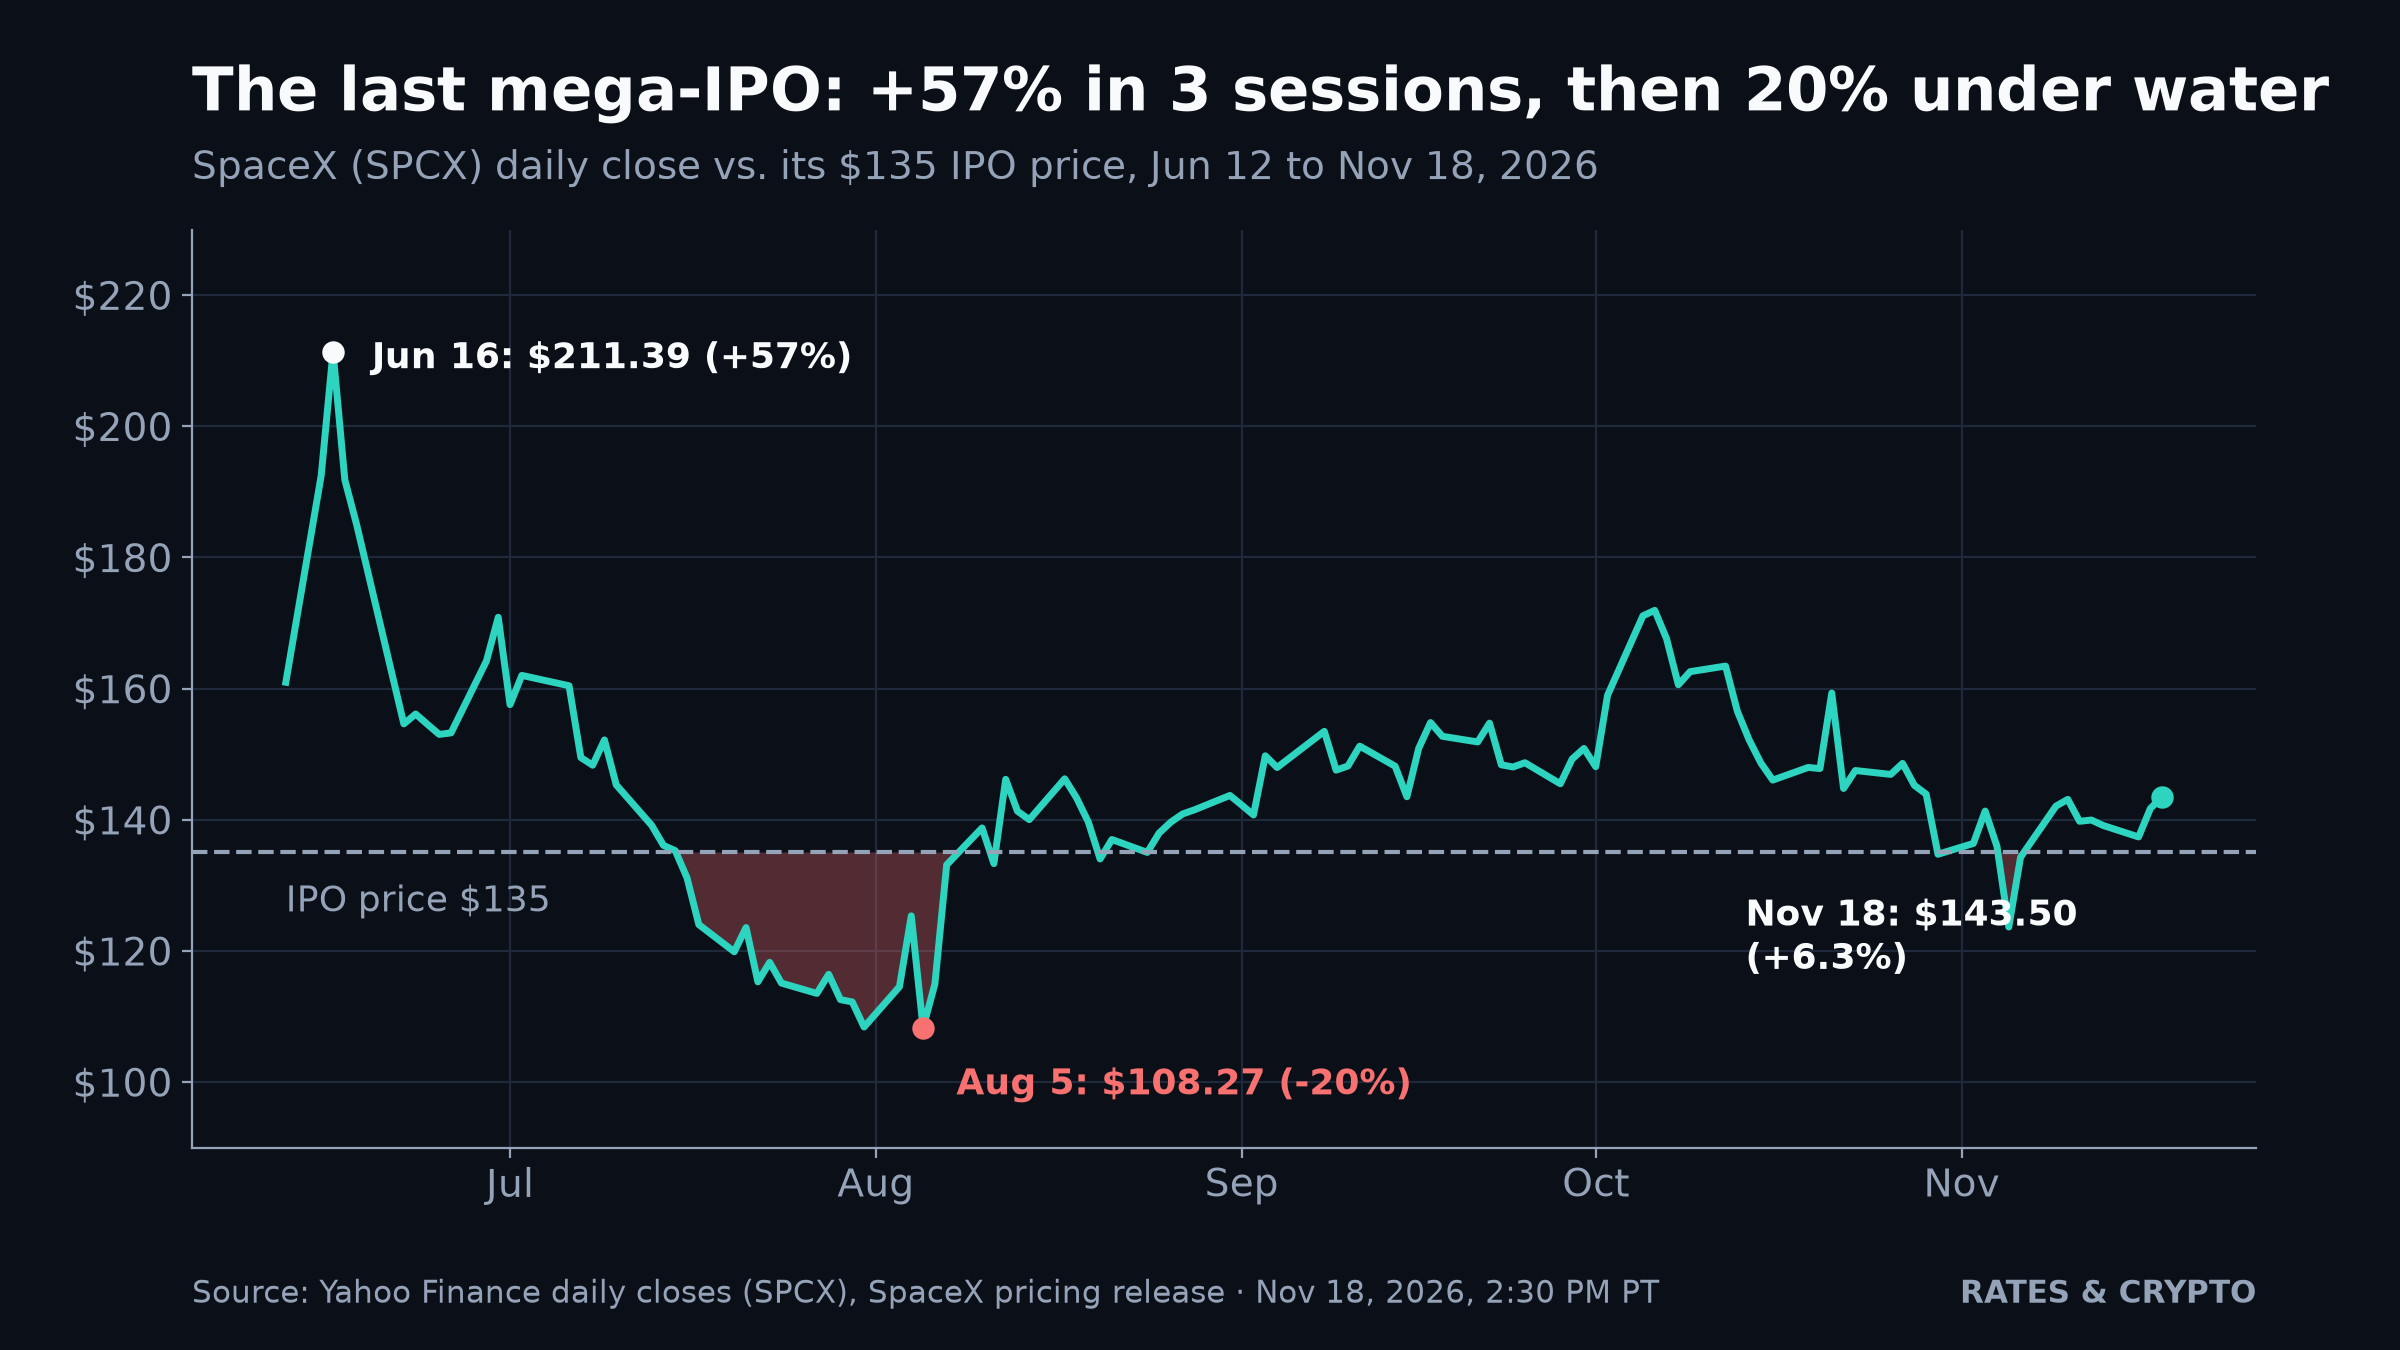 The last mega-IPO: +57% in 3 sessions, then 20% under water
SpaceX (SPCX) daily close vs. its $135 IPO price, Jun 12 to Nov 18, 2026
$220
Jun 16: $211.39 (+57%)
$200
$180
$160
$140
IPO price $135
Nov 18: $143.50
(+6.3%)
$120
Aug 5: $108.27 (-20%)
$100
Jul Aug Sep Oct Nov
Source: Yahoo Finance daily closes (SPCX), SpaceX pricing release · Nov 18, 2026, 2:30 PM PT
RATES & CRYPTO